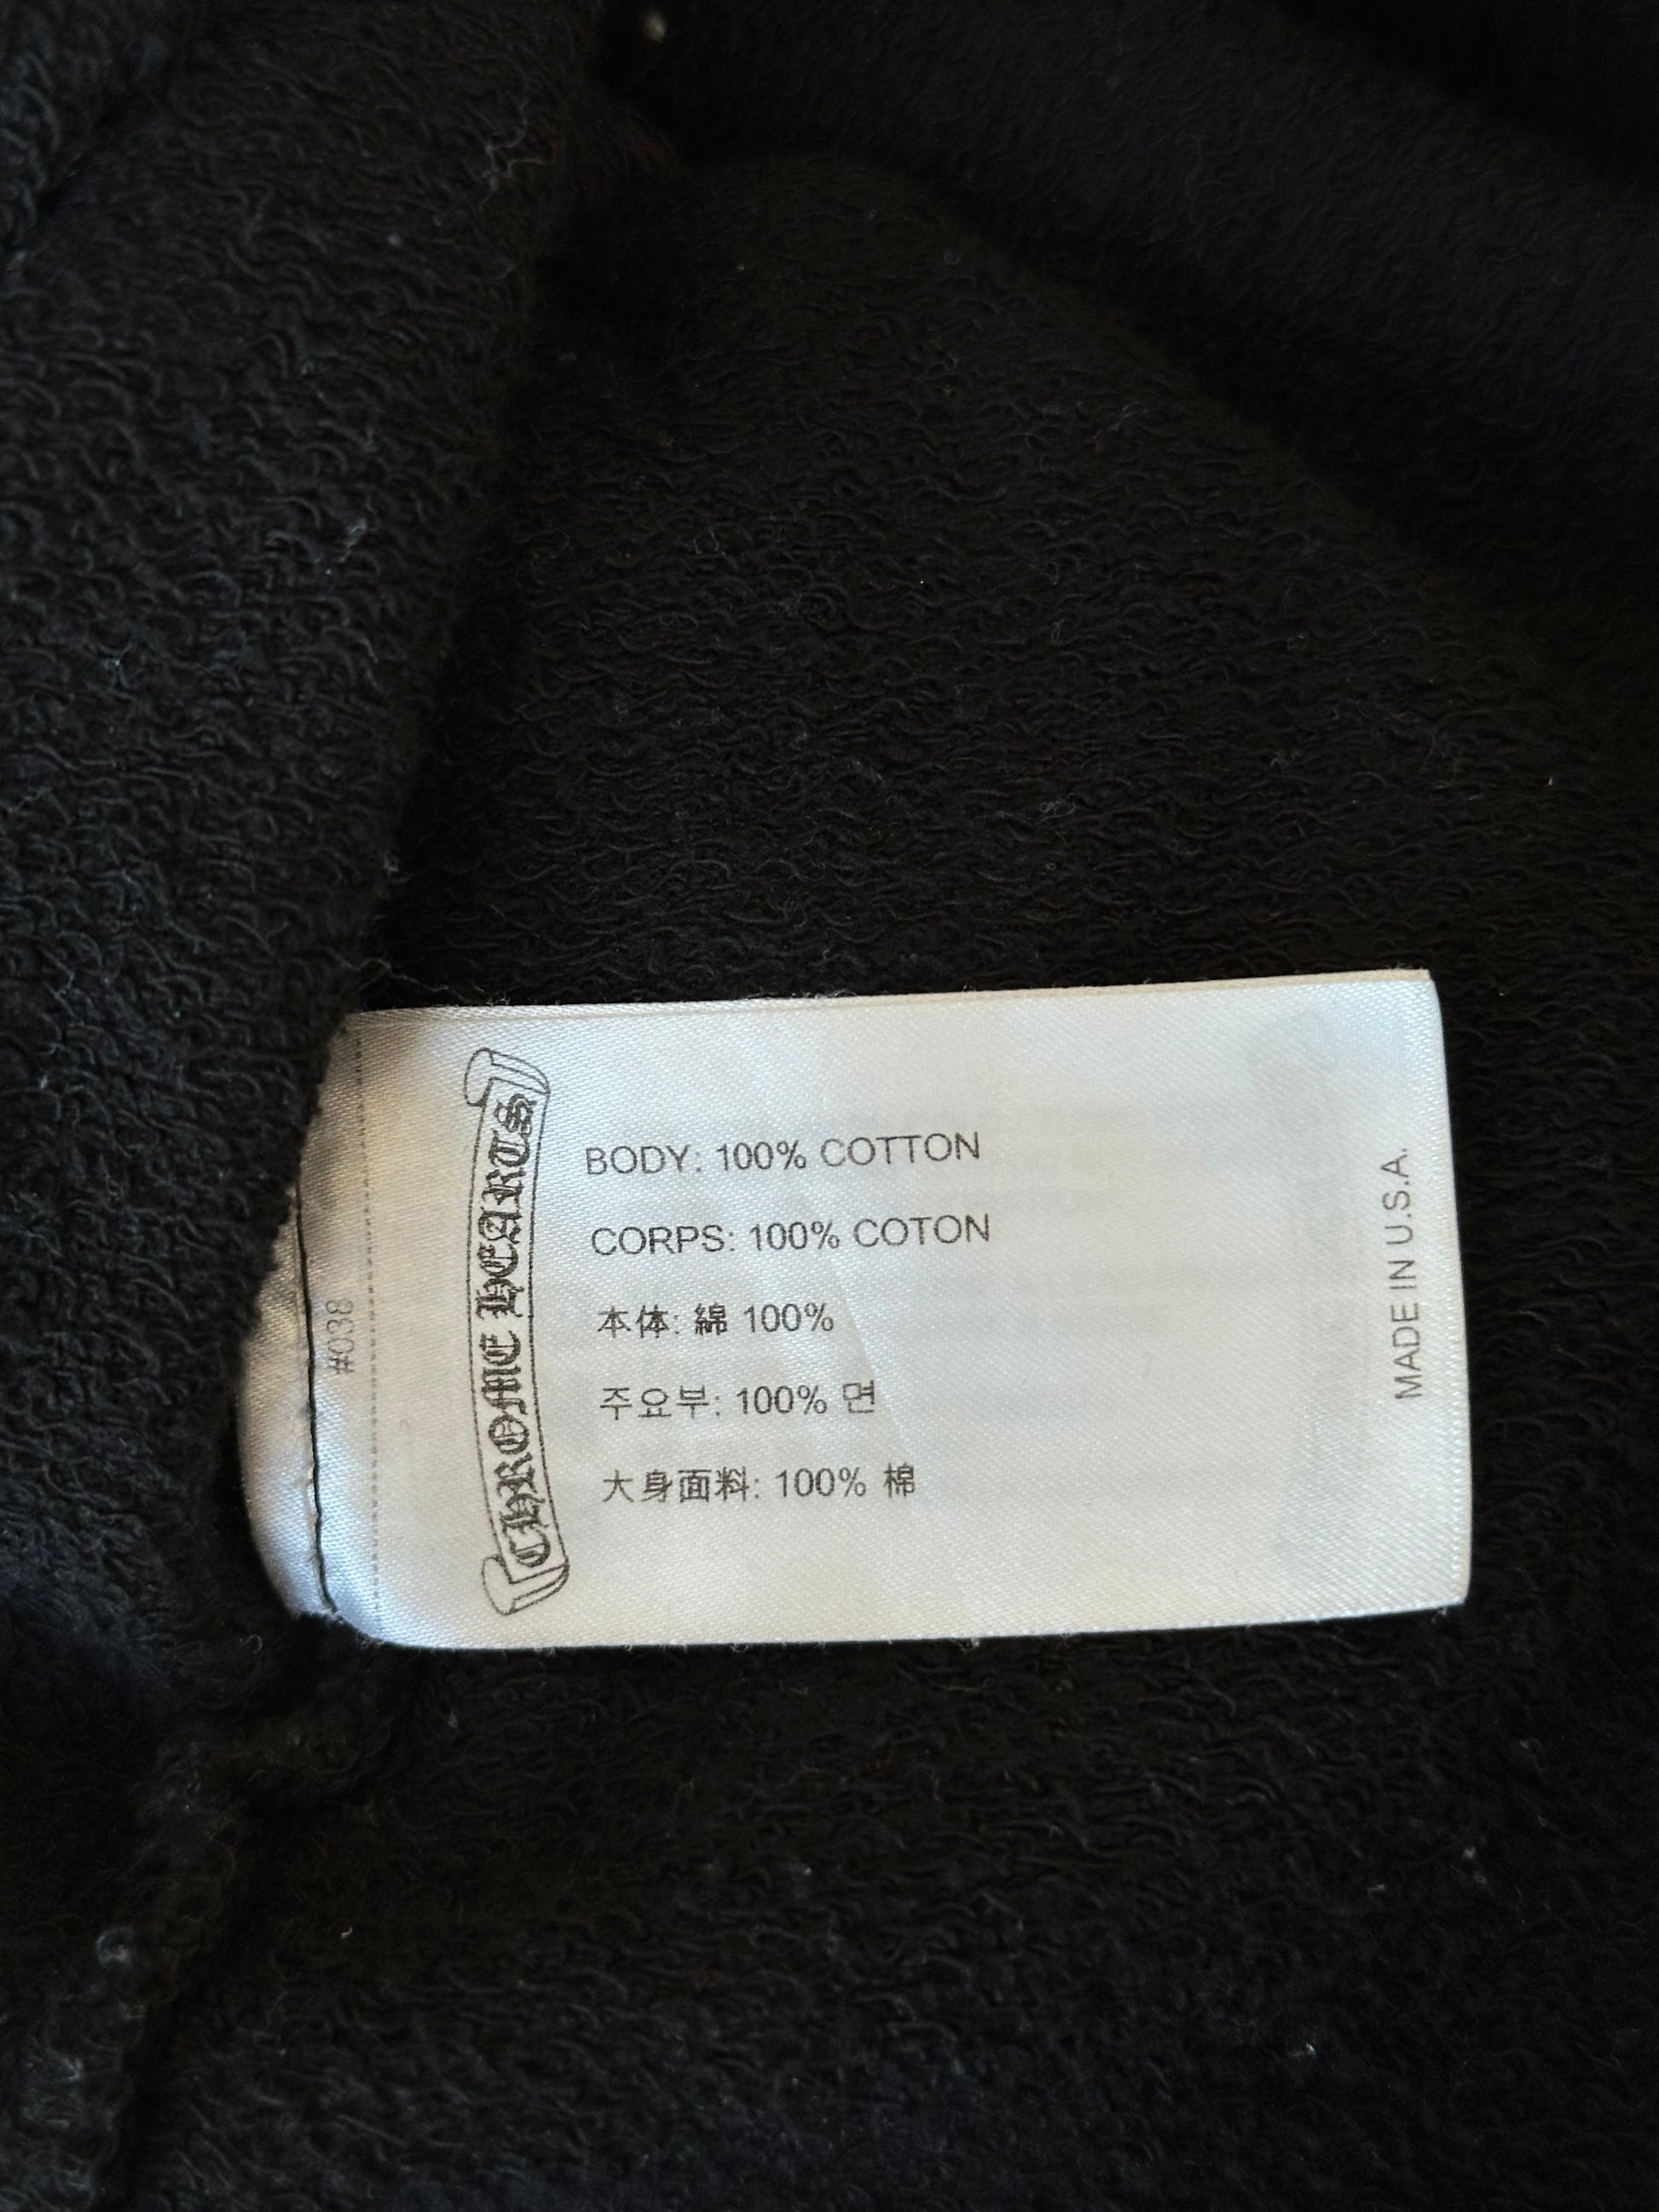 #038
CHROME HEARTS
BODY: 100% COTTON
CORPS: 100% COTON
本体: 綿 100%
주요부: 100% 면
大身面料: 100% 棉
MADE IN U.S.A.